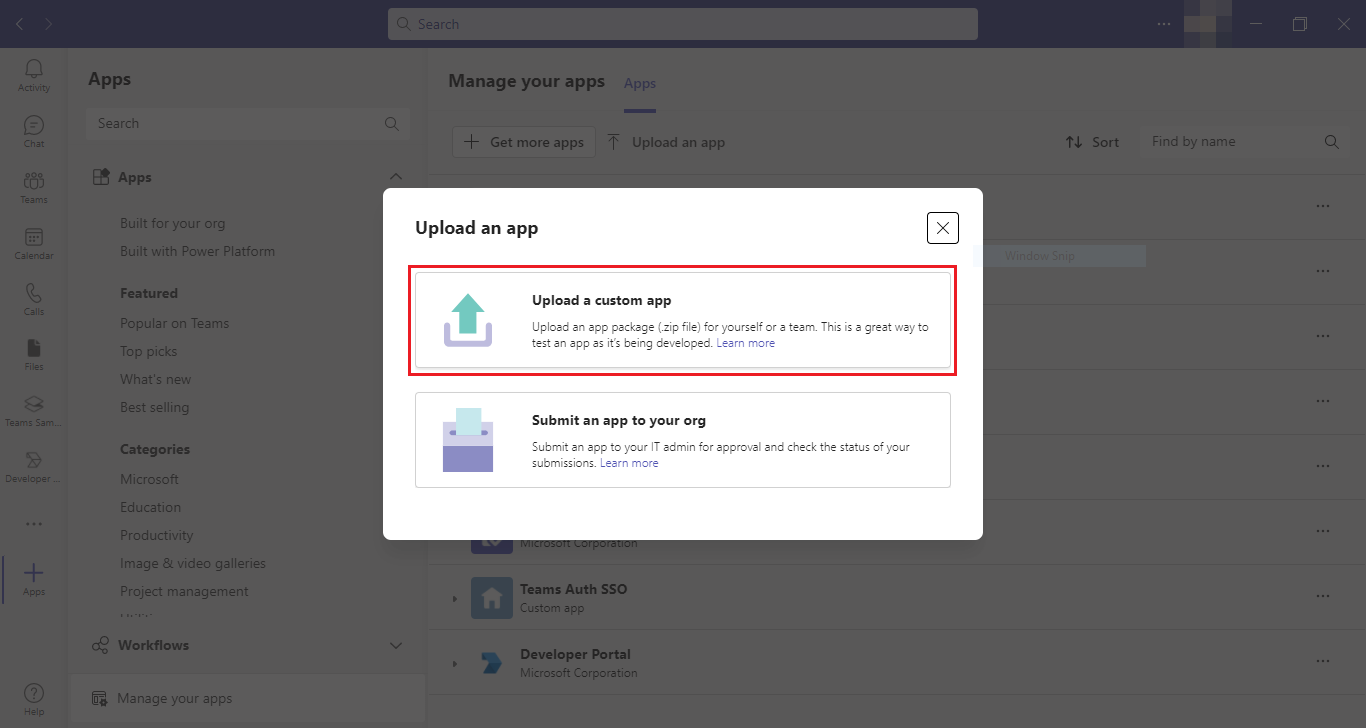 Search
Activity
Chat
Teams
Calendar
Calls
Files
Teams Sam...
Developer ...
Apps
Help
Apps
Search
Apps
Built for your org
Built with Power Platform
Featured
Popular on Teams
Top picks
What's new
Best selling
Categories
Microsoft
Education
Productivity
Image & video galleries
Project management
Workflows
Manage your apps
Manage your apps
Apps
Get more apps
Upload an app
Sort
Find by name
Window Snip
Upload an app
Upload a custom app
Upload an app package (.zip file) for yourself or a team. This is a great way to
test an app as it's being developed. Learn more
Submit an app to your org
Submit an app to your IT admin for approval and check the status of your
submissions. Learn more
Microsoft Corporation
Teams Auth SSO
Custom app
Developer Portal
Microsoft Corporation